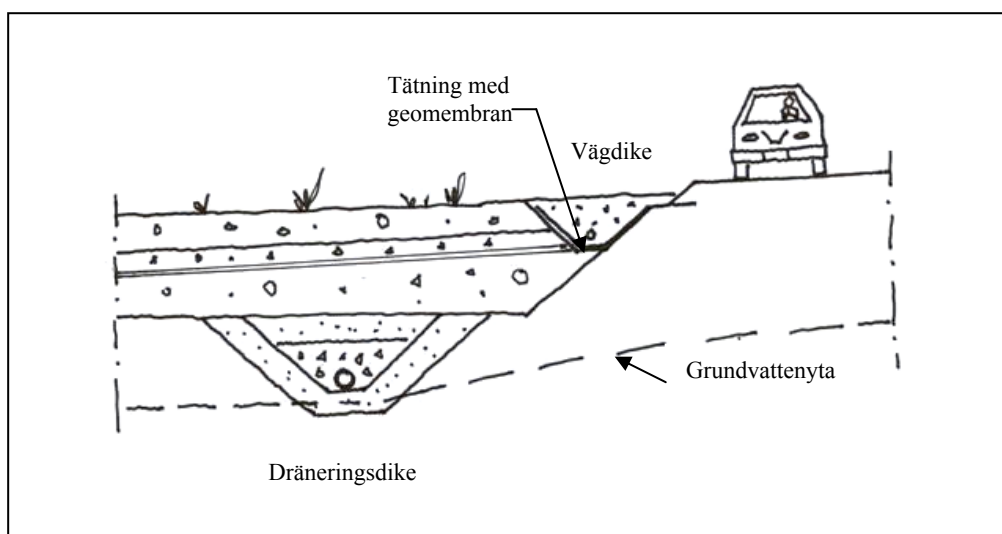 Tätning med
geomembran
Vägdike
Grundvattenyta
Dräneringsdike